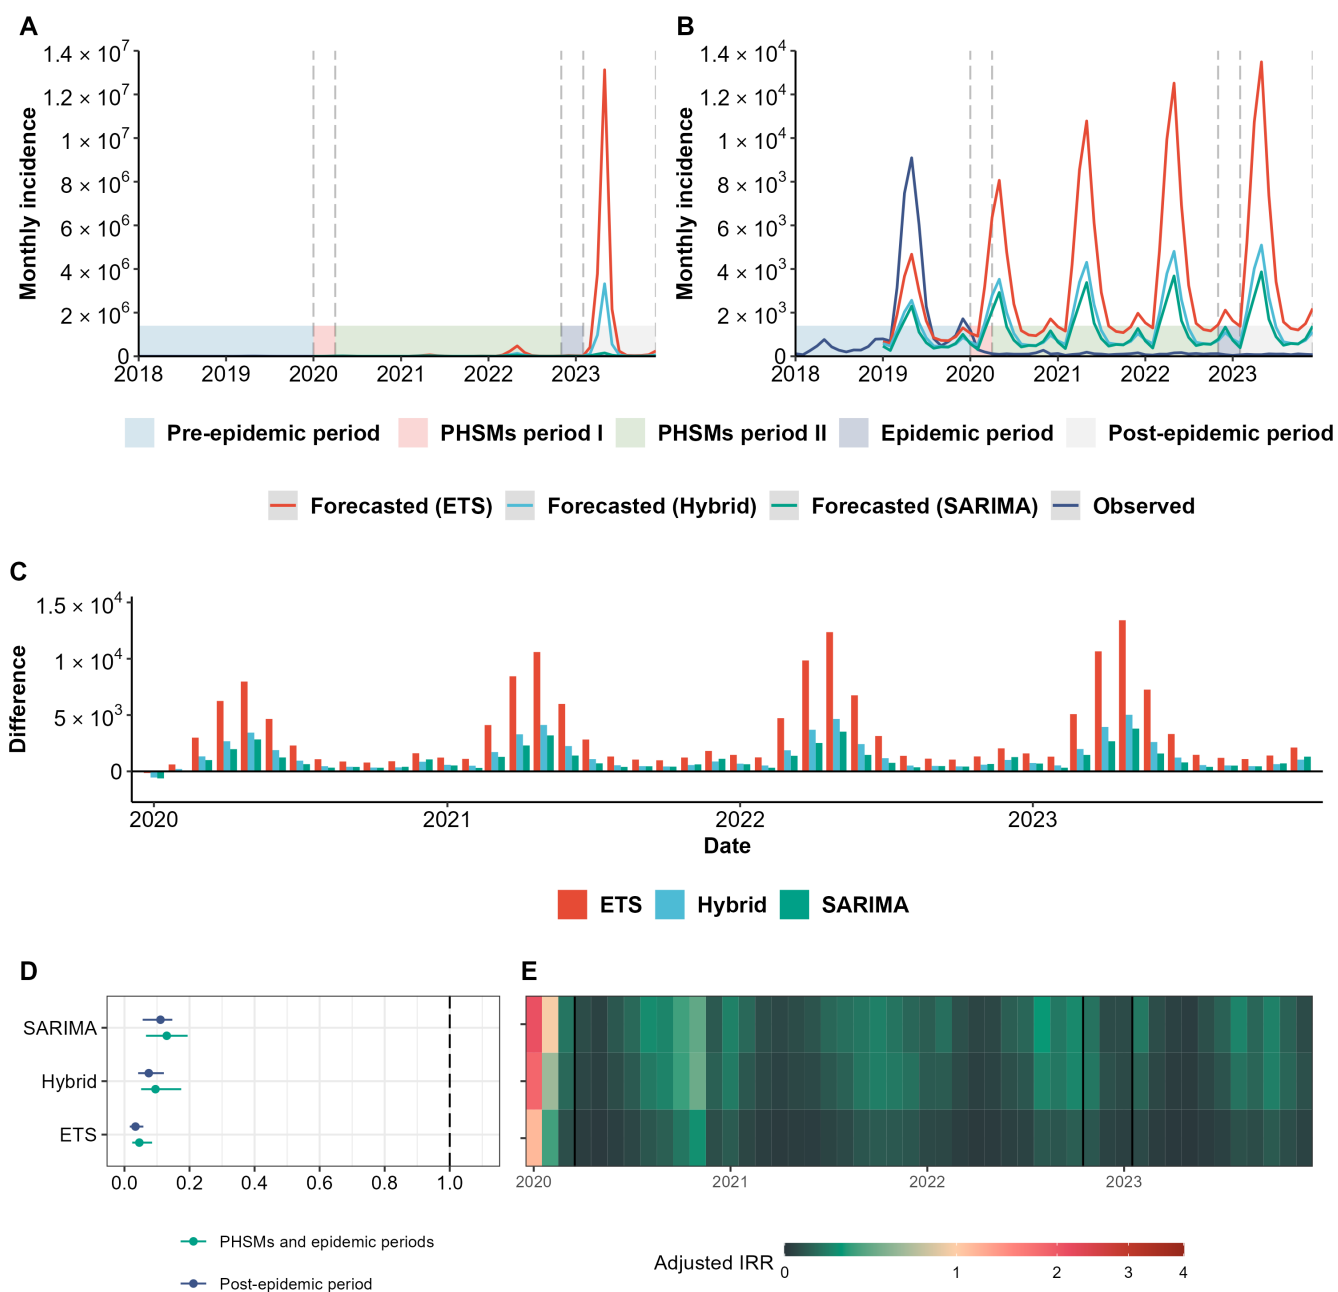 A
B
1.4 × 10^7
1.2 × 10^7
1 × 10^7
8 × 10^6
6 × 10^6
4 × 10^6
2 × 10^6
0
Monthly incidence
2018 2019 2020 2021 2022 2023
1.4 × 10^4
1.2 × 10^4
1 × 10^4
8 × 10^3
6 × 10^3
4 × 10^3
2 × 10^3
0
Monthly incidence
2018 2019 2020 2021 2022 2023
Pre-epidemic period PHSMs period I PHSMs period II Epidemic period Post-epidemic period
Forecasted (ETS) Forecasted (Hybrid) Forecasted (SARIMA) Observed
C
1.5 × 10^4
1 × 10^4
5 × 10^3
0
Difference
2020 2021 2022 2023
Date
ETS Hybrid SARIMA
D
SARIMA
Hybrid
ETS
0.0 0.2 0.4 0.6 0.8 1.0
PHSMs and epidemic periods
Post-epidemic period
E
2020 2021 2022 2023
Adjusted IRR
0 1 2 3 4